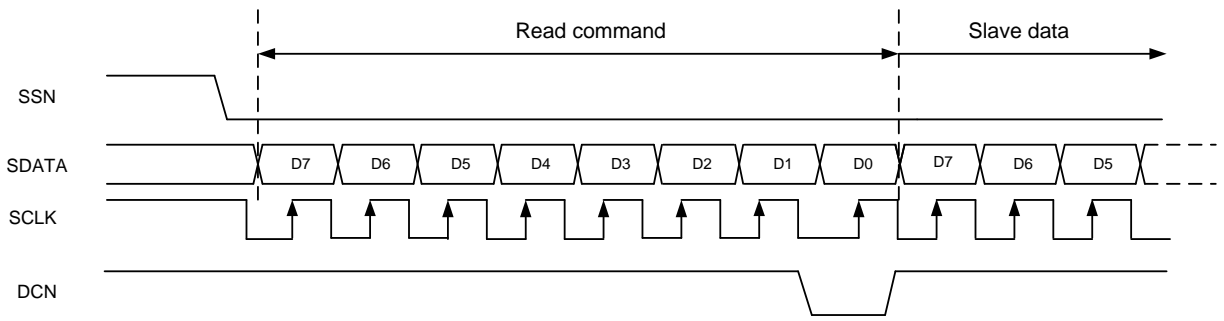 Read command
Slave data
SSN
SDATA
D7 D6 D5 D4 D3 D2 D1 D0 D7 D6 D5
SCLK
DCN